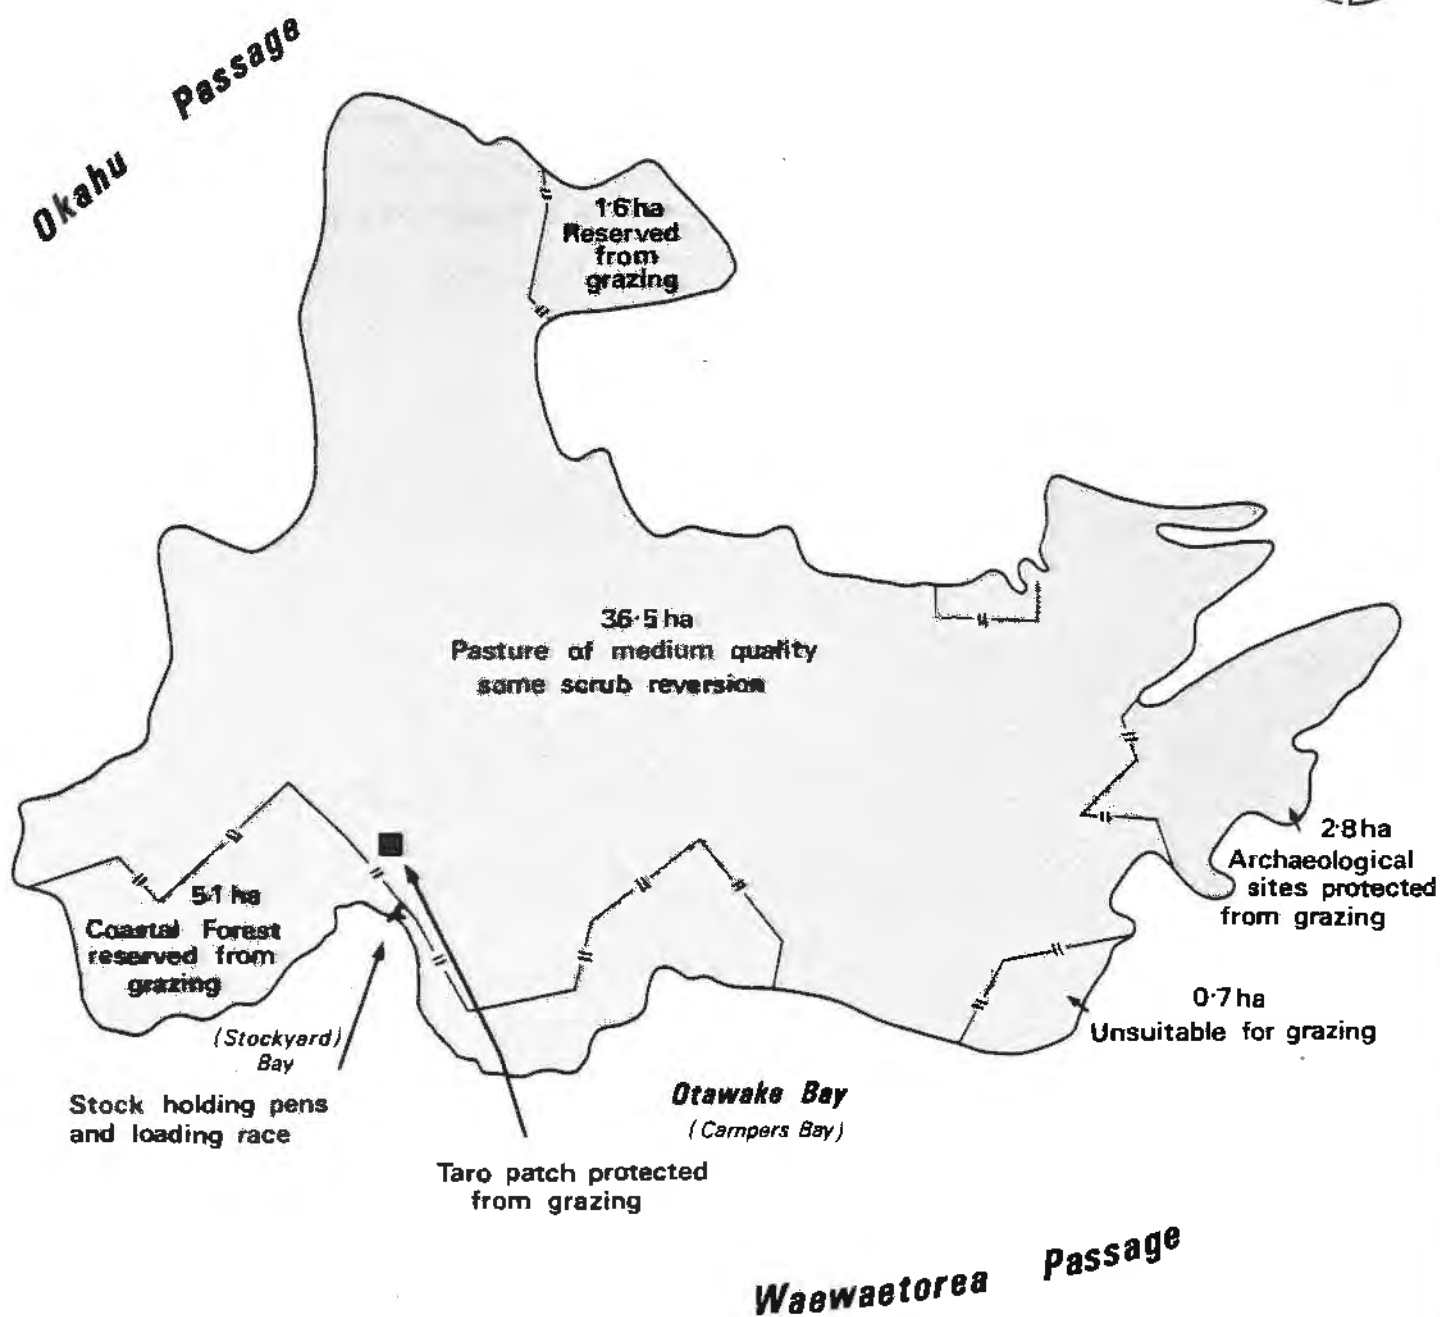 Okahu Passage
1·6 ha
Reserved
from
grazing
36·5 ha
Pasture of medium quality
some scrub reversion
5·1 ha
Coastal Forest
reserved from
grazing
2·8 ha
Archaeological
sites protected
from grazing
0·7 ha
Unsuitable for grazing
(Stockyard)
Bay
Stock holding pens
and loading race
Otawake Bay
(Campers Bay)
Taro patch protected
from grazing
Waewaetorea Passage